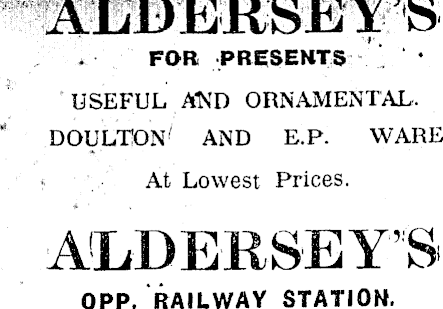 ALDERSEY'S
FOR PRESENTS
USEFUL AND ORNAMENTAL.
DOULTON AND E.P. WARE
At Lowest Prices.
ALDERSEY'S
OPP. RAILWAY STATION.